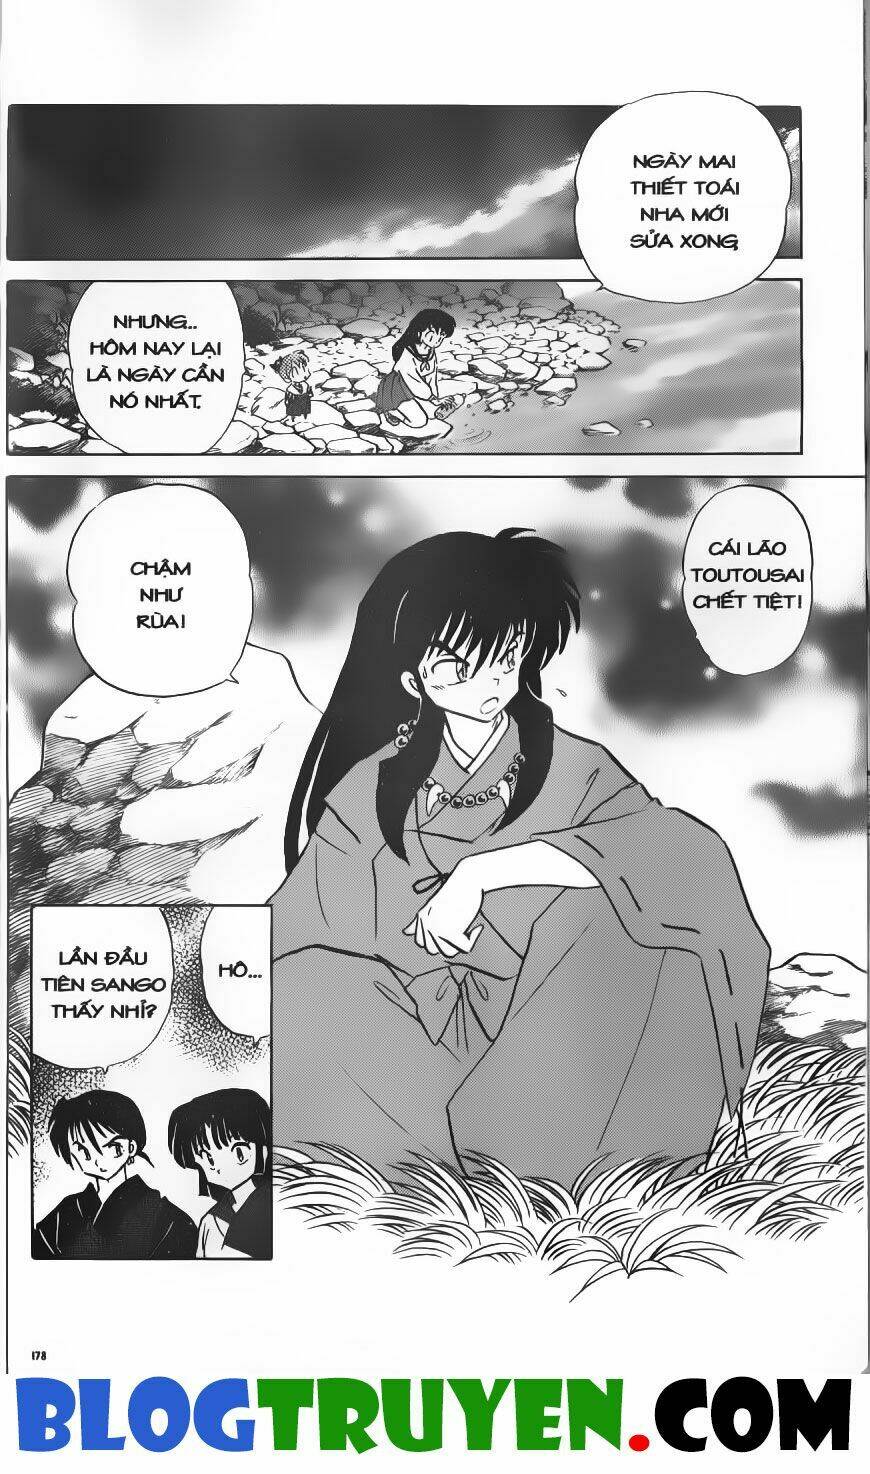 NGÀY MAI
THIẾT TOÁI
NHA MỚI
SỬA XONG,
NHƯNG..
HÔM NAY LẠI
LÀ NGÀY CẦN
NÓ NHẤT.
CÁI LÃO
TOUTOUSAI
CHẾT TIỆT!
CHẬM
NHƯ
RÙA!
HÔ...
LẦN ĐẦU
TIÊN SANGO
THẤY NHỈ?
178
BLOGTRUYEN.COM